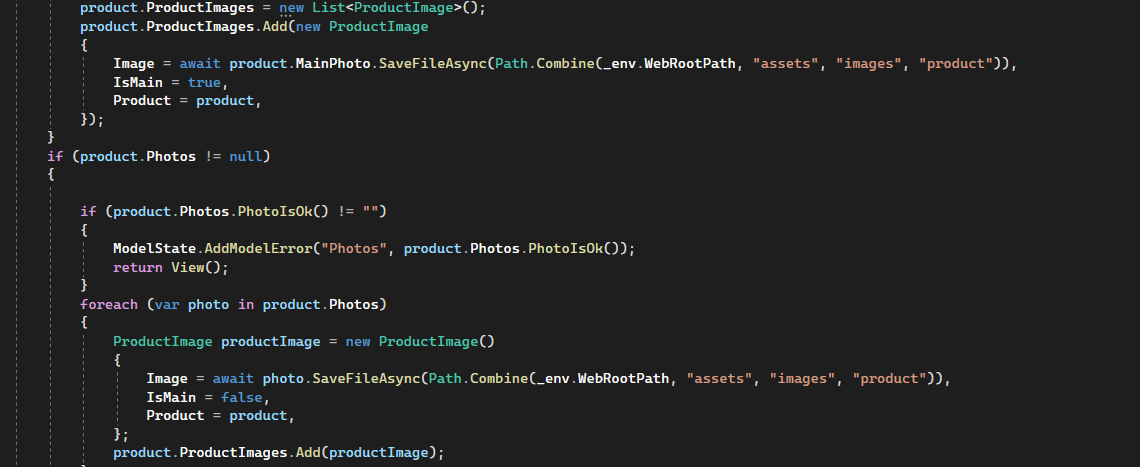 product.ProductImages = new List<ProductImage>();
product.ProductImages.Add(new ProductImage
{
Image = await product.MainPhoto.SaveFileAsync(Path.Combine(_env.WebRootPath, "assets", "images", "product")),
IsMain = true,
Product = product,
});
}
if (product.Photos != null)
{
if (product.Photos.PhotoIsOk() != "")
{
ModelState.AddModelError("Photos", product.Photos.PhotoIsOk());
return View();
}
foreach (var photo in product.Photos)
{
ProductImage productImage = new ProductImage()
{
Image = await photo.SaveFileAsync(Path.Combine(_env.WebRootPath, "assets", "images", "product")),
IsMain = false,
Product = product,
};
product.ProductImages.Add(productImage);